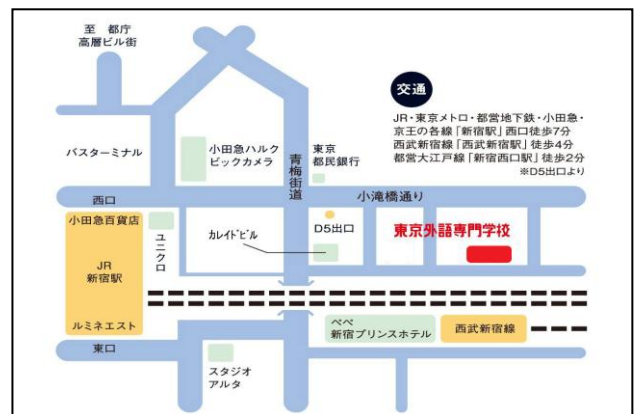 至 都庁
高層ビル街
交通
JR・東京メトロ・都営地下鉄・小田急・
京王の各線「新宿駅」西口徒歩7分
西武新宿線「西武新宿駅」徒歩4分
都営大江戸線「新宿西口駅」徒歩2分
※D5出口より
バスターミナル
小田急ハルク
ビックカメラ
青梅街道
東京
都民銀行
西口
小滝橋通り
小田急百貨店
ユニクロ
カレイドビル
D5出口
東京外語専門学校
JR
新宿駅
ルミネエスト
ペペ
新宿プリンスホテル
西武新宿線
東口
スタジオ
アルタ